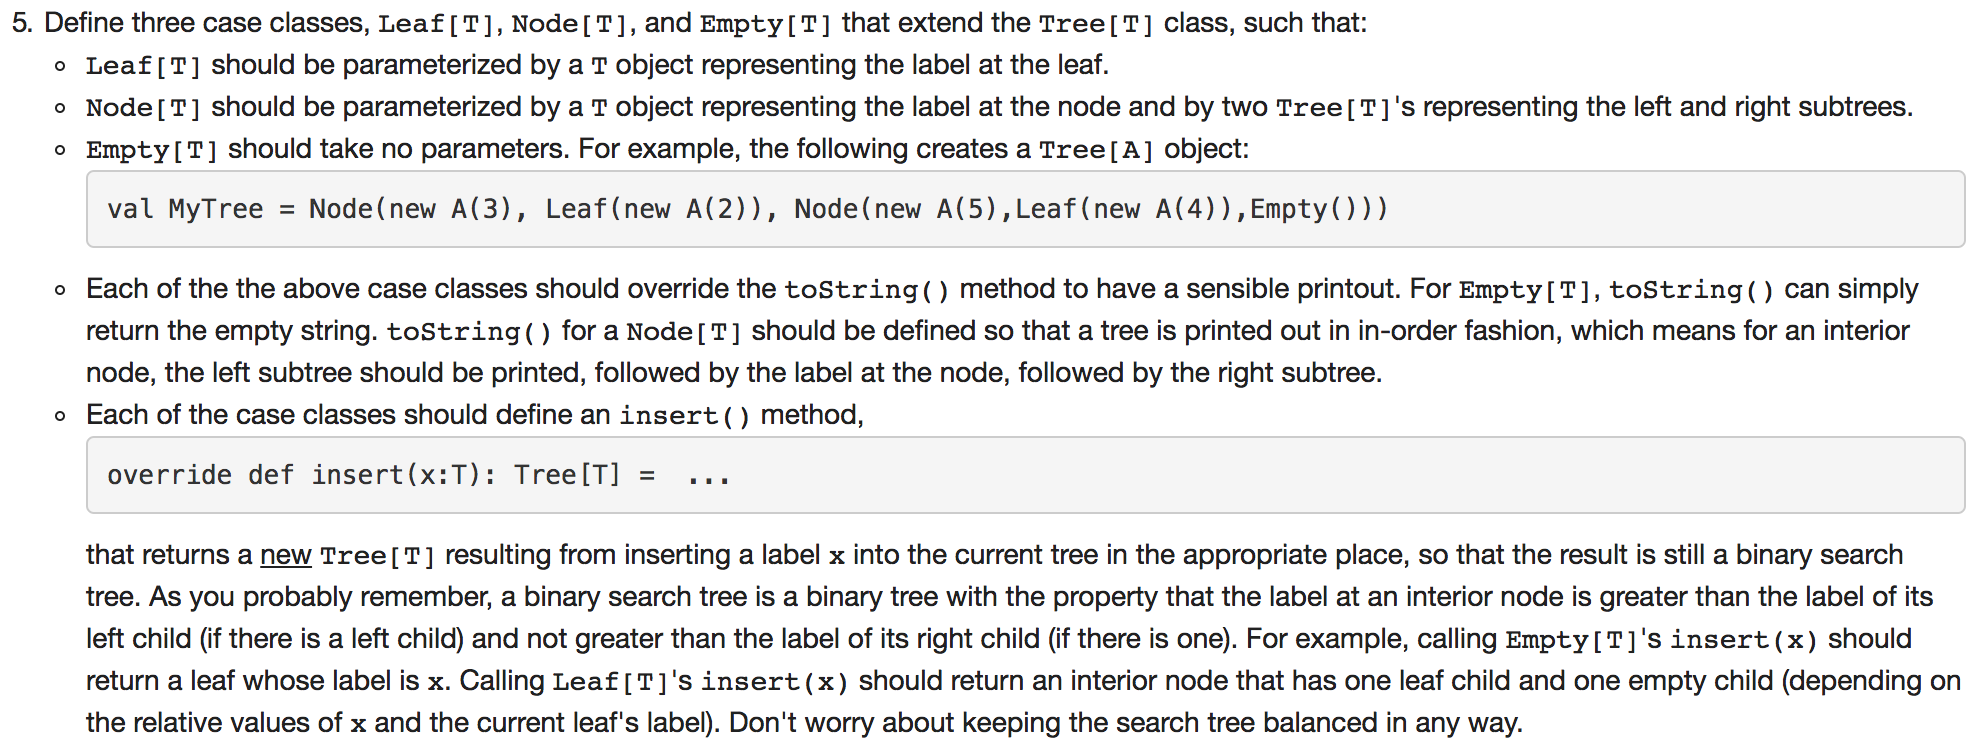 5. Define three case classes, Leaf[T], Node[T], and Empty[T] that extend the Tree[T] class, such that:
◦ Leaf[T] should be parameterized by a T object representing the label at the leaf.
◦ Node[T] should be parameterized by a T object representing the label at the node and by two Tree[T]'s representing the left and right subtrees.
◦ Empty[T] should take no parameters. For example, the following creates a Tree[A] object:
val MyTree = Node(new A(3), Leaf(new A(2)), Node(new A(5),Leaf(new A(4)),Empty()))
◦ Each of the the above case classes should override the toString() method to have a sensible printout. For Empty[T], toString() can simply
return the empty string. toString() for a Node[T] should be defined so that a tree is printed out in in-order fashion, which means for an interior
node, the left subtree should be printed, followed by the label at the node, followed by the right subtree.
◦ Each of the case classes should define an insert() method,
override def insert(x:T): Tree[T] =  ...
that returns a new Tree[T] resulting from inserting a label x into the current tree in the appropriate place, so that the result is still a binary search
tree. As you probably remember, a binary search tree is a binary tree with the property that the label at an interior node is greater than the label of its
left child (if there is a left child) and not greater than the label of its right child (if there is one). For example, calling Empty[T]'s insert(x) should
return a leaf whose label is x. Calling Leaf[T]'s insert(x) should return an interior node that has one leaf child and one empty child (depending on
the relative values of x and the current leaf's label). Don't worry about keeping the search tree balanced in any way.